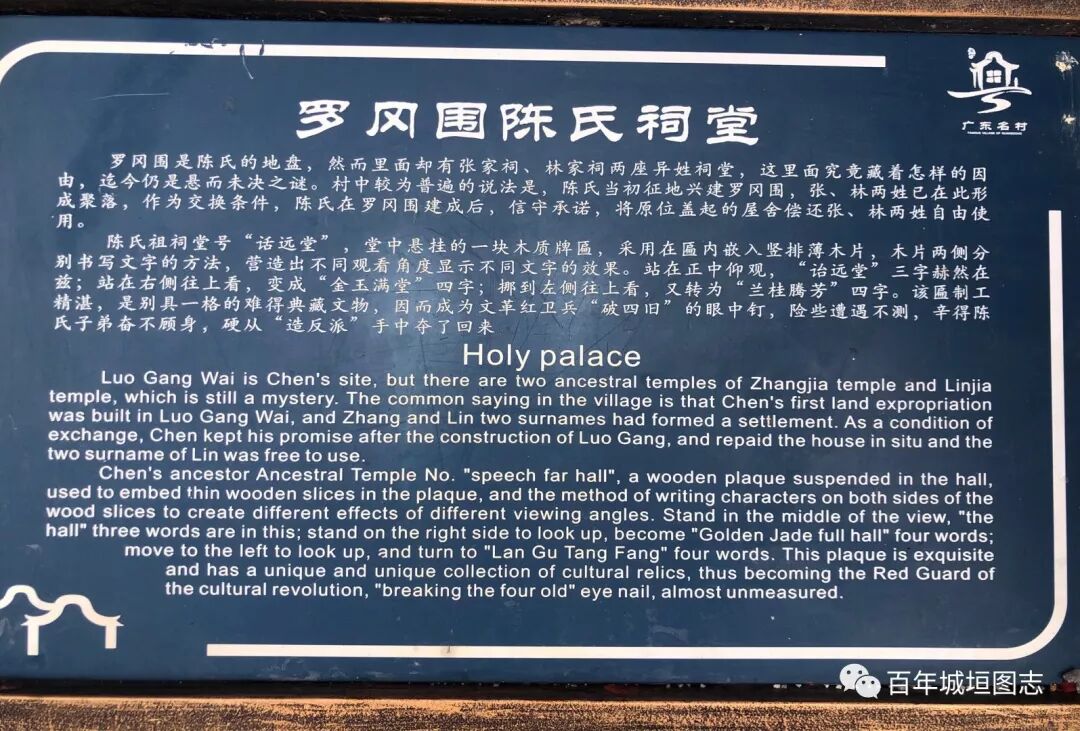 罗冈围陈氏祠堂
广东名村
罗冈围是陈氏的地盘，然而里面却有张家祠、林家祠两座异姓祠堂，这里面究竟藏着怎样的因
由，迄今仍是悬而未决之谜。村中较为普遍的说法是，陈氏当初征地兴建罗冈围，张、林两姓已在此形
成聚落，作为交换条件，陈氏在罗冈围建成后，信守承诺，将原位盖起的屋舍偿还张、林两姓自由使
用。
陈氏祖祠堂号“话远堂”，堂中悬挂的一块木质牌匾，采用在匾内嵌入竖排薄木片，木片两侧分
别书写文字的方法，营造出不同观看角度显示不同文字的效果。站在正中仰观，“诒远堂”三字赫然在
兹；站在右侧往上看，变成“金玉满堂”四字；挪到左侧往上看，又转为“兰桂腾芳”四字。该匾制工
精湛，是别具一格的难得典藏文物，因而成为文革红卫兵“破四旧”的眼中钉，险些遭遇不测，辛得陈
氏子弟奋不顾身，硬从“造反派”手中夺了回来
Holy palace
Luo Gang Wai is Chen's site, but there are two ancestral temples of Zhangjia temple and Linjia
temple, which is still a mystery. The common saying in the village is that Chen's first land expropriation
was built in Luo Gang Wai, and Zhang and Lin two surnames had formed a settlement. As a condition of
exchange, Chen kept his promise after the construction of Luo Gang, and repaid the house in situ and the
two surname of Lin was free to use.
Chen's ancestor Ancestral Temple No. "speech far hall", a wooden plaque suspended in the hall,
used to embed thin wooden slices in the plaque, and the method of writing characters on both sides of the
wood slices to create different effects of different viewing angles. Stand in the middle of the view, "the
hall" three words are in this; stand on the right side to look up, become "Golden Jade full hall" four words;
move to the left to look up, and turn to "Lan Gu Tang Fang" four words. This plaque is exquisite
and has a unique and unique collection of cultural relics, thus becoming the Red Guard of
the cultural revolution, "breaking the four old" eye nail, almost unmeasured.
百年城垣图志